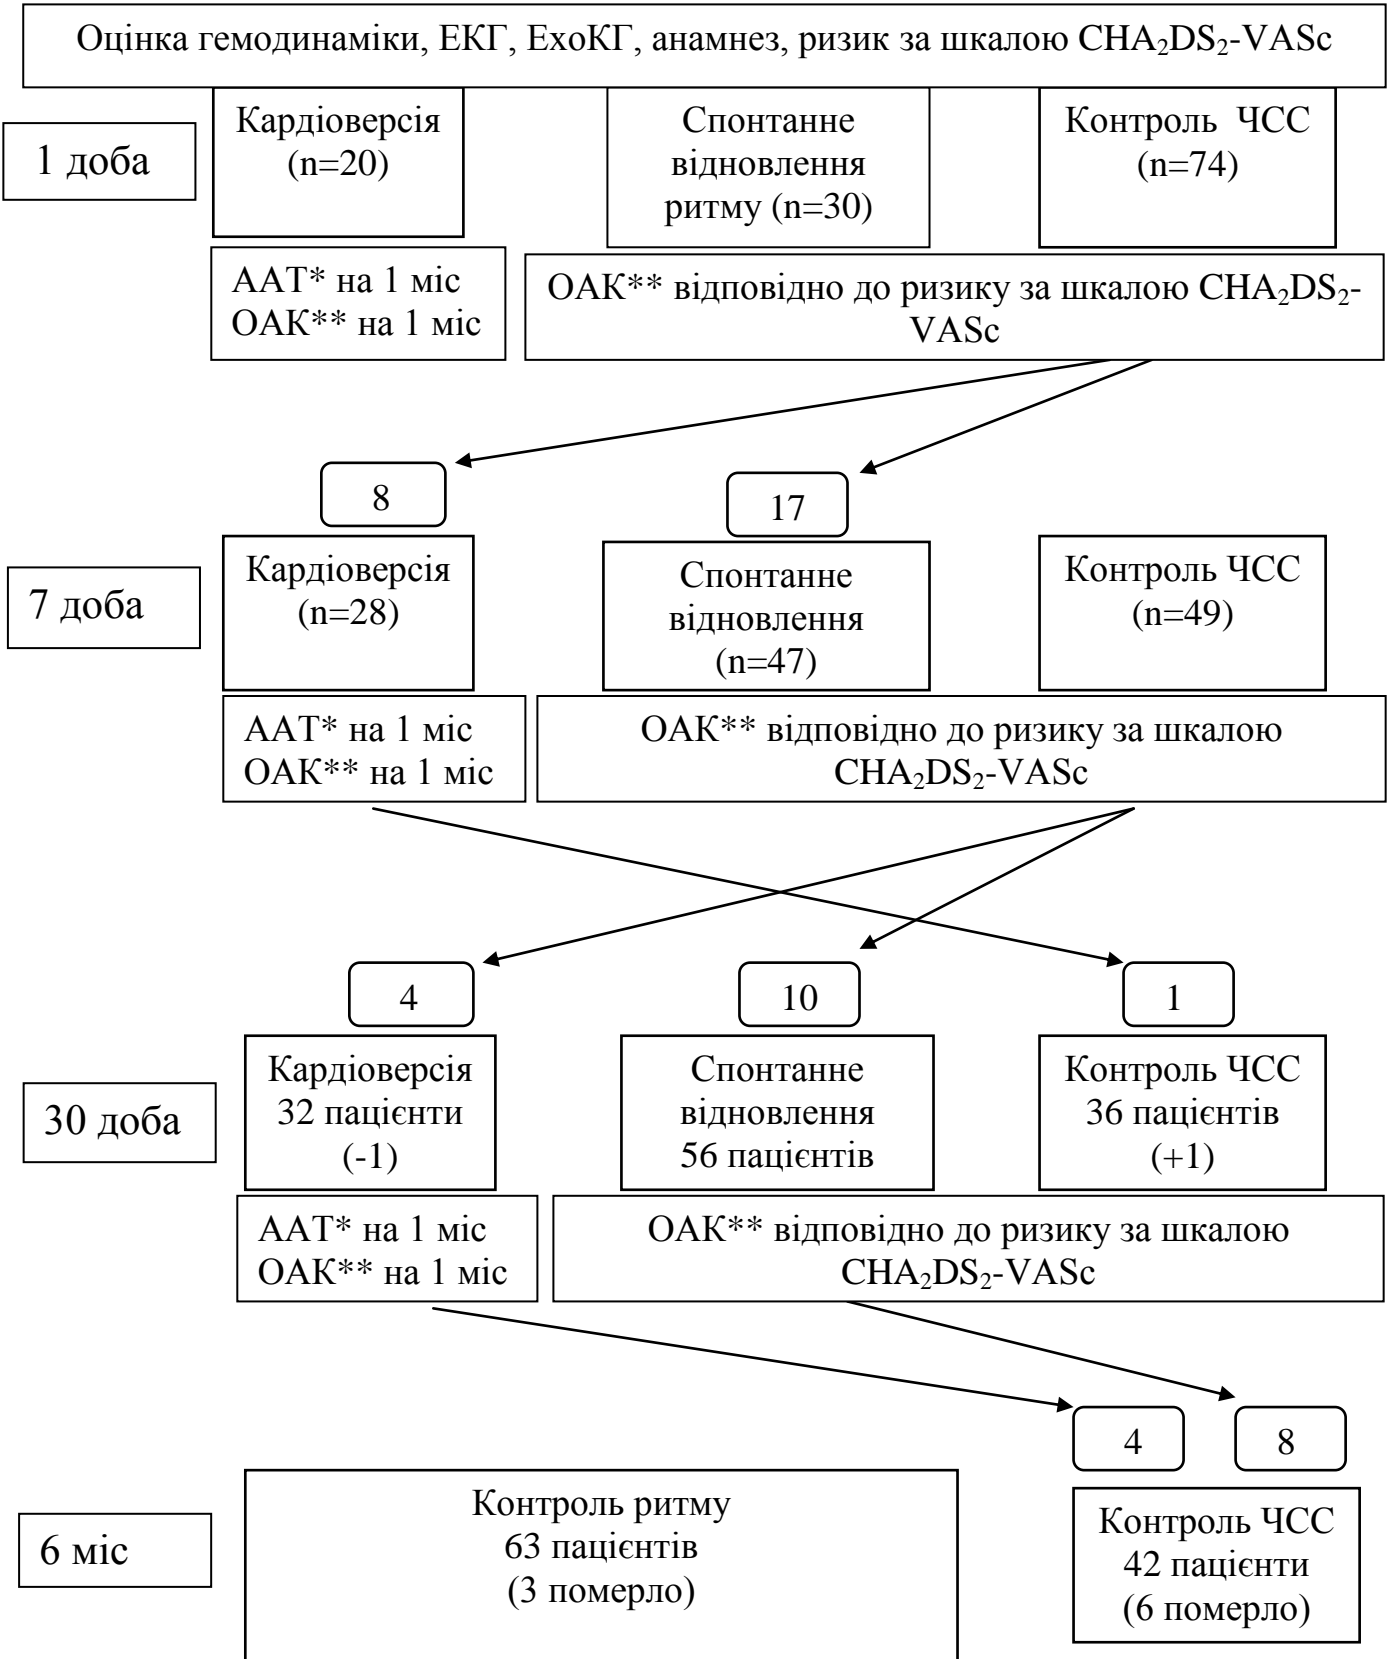 Оцінка гемодинаміки, ЕКГ, ЕхоКГ, анамнез, ризик за шкалою CHA₂DS₂-VASc
1 доба
Кардіоверсія
(n=20)
Спонтанне
відновлення
ритму (n=30)
Контроль ЧСС
(n=74)
ААТ* на 1 міс
ОАК** на 1 міс
ОАК** відповідно до ризику за шкалою CHA₂DS₂-
VASc
8
17
7 доба
Кардіоверсія
(n=28)
Спонтанне
відновлення
(n=47)
Контроль ЧСС
(n=49)
ААТ* на 1 міс
ОАК** на 1 міс
ОАК** відповідно до ризику за шкалою
CHA₂DS₂-VASc
4
10
1
30 доба
Кардіоверсія
32 пацієнти
(-1)
Спонтанне
відновлення
56 пацієнтів
Контроль ЧСС
36 пацієнтів
(+1)
ААТ* на 1 міс
ОАК** на 1 міс
ОАК** відповідно до ризику за шкалою
CHA₂DS₂-VASc
4
8
6 міс
Контроль ритму
63 пацієнтів
(3 померло)
Контроль ЧСС
42 пацієнти
(6 померло)